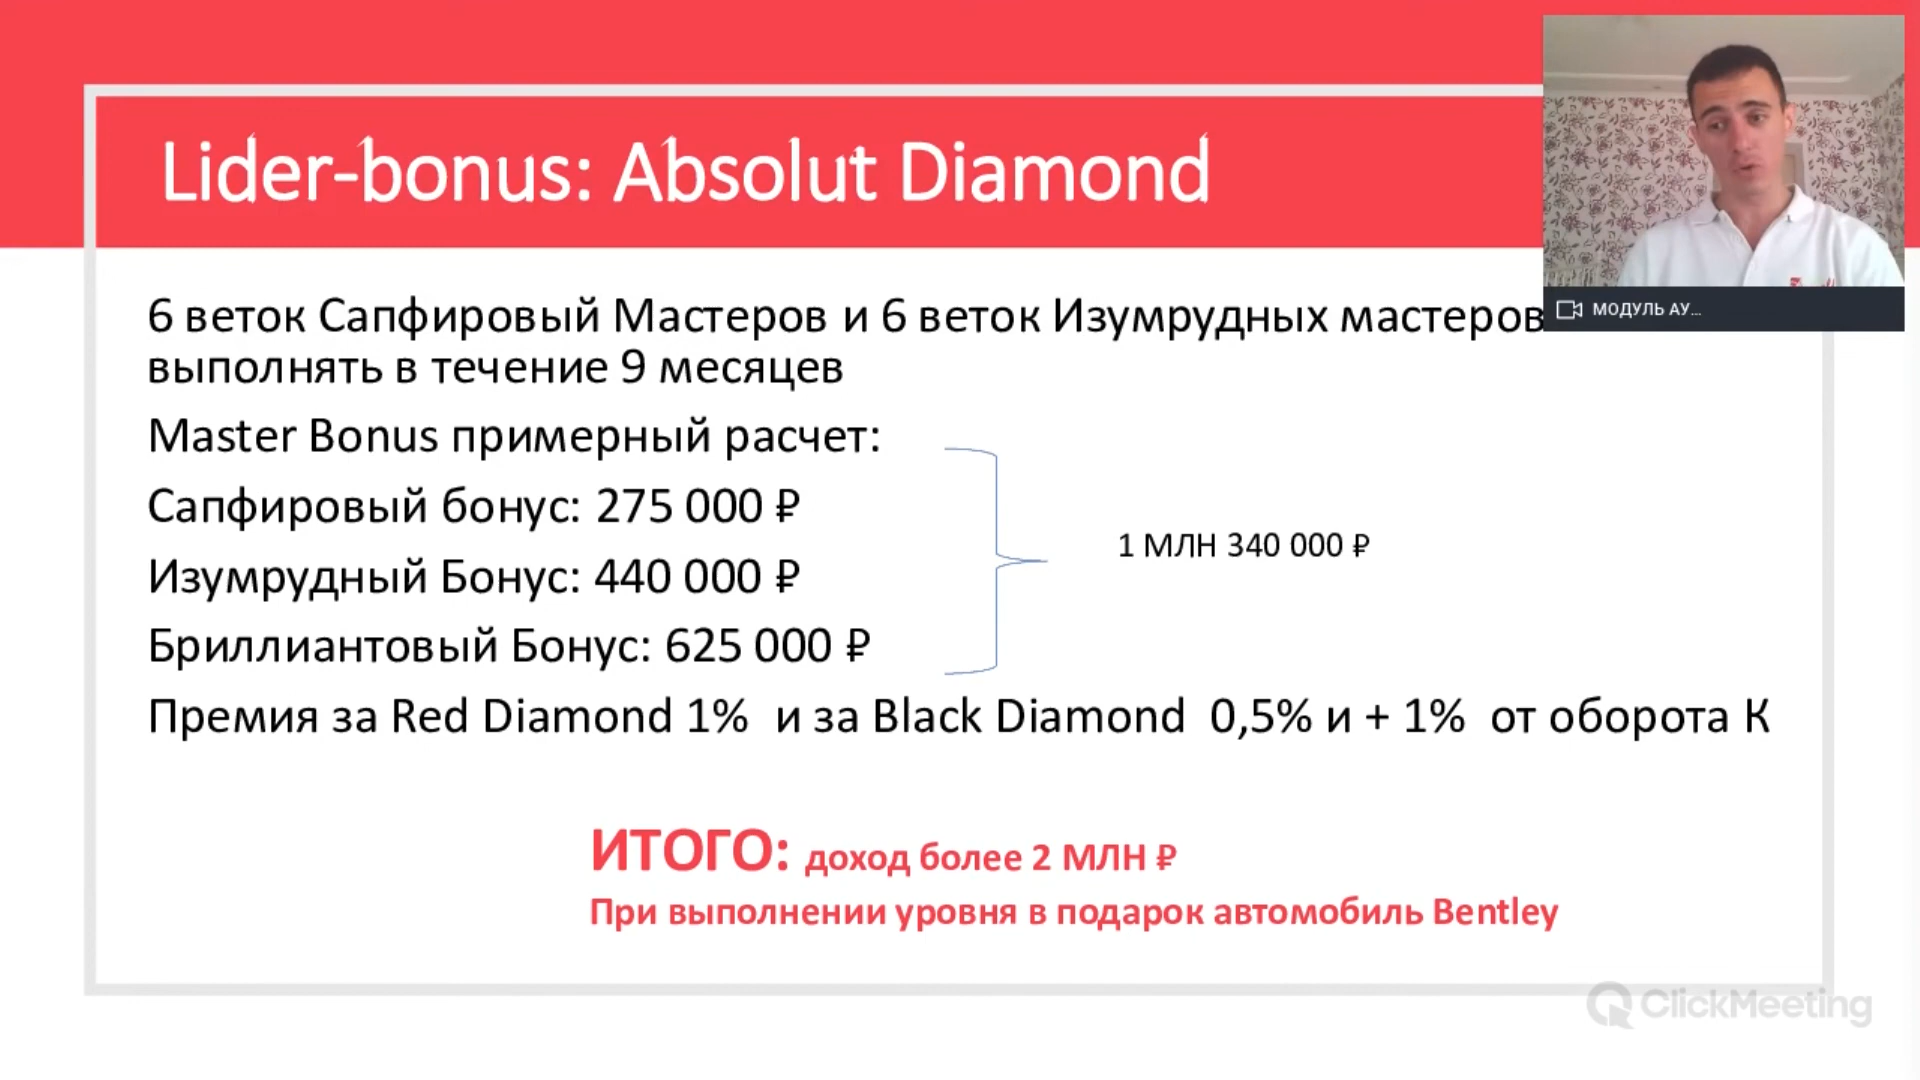 Lider-bonus: Absolut Diamond
6 веток Сапфировый Мастеров и 6 веток Изумрудных мастеров
выполнять в течение 9 месяцев
Master Bonus примерный расчет:
Сапфировый бонус: 275 000 ₽
Изумрудный Бонус: 440 000 ₽
Бриллиантовый Бонус: 625 000 ₽
1 МЛН 340 000 ₽
Премия за Red Diamond 1% и за Black Diamond 0,5% и + 1% от оборота К
ИТОГО: доход более 2 МЛН ₽
При выполнении уровня в подарок автомобиль Bentley
МОДУЛЬ АУ...
ClickMeeting